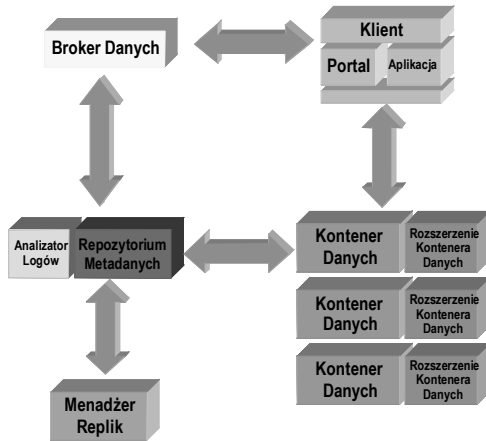 Broker Danych
Klient
Portal
Aplikacja
Analizator
Logów
Repozytorium
Metadanych
Kontener
Danych
Rozszerzenie
Kontenera
Danych
Kontener
Danych
Rozszerzenie
Kontenera
Danych
Kontener
Danych
Rozszerzenie
Kontenera
Danych
Menadżer
Replik